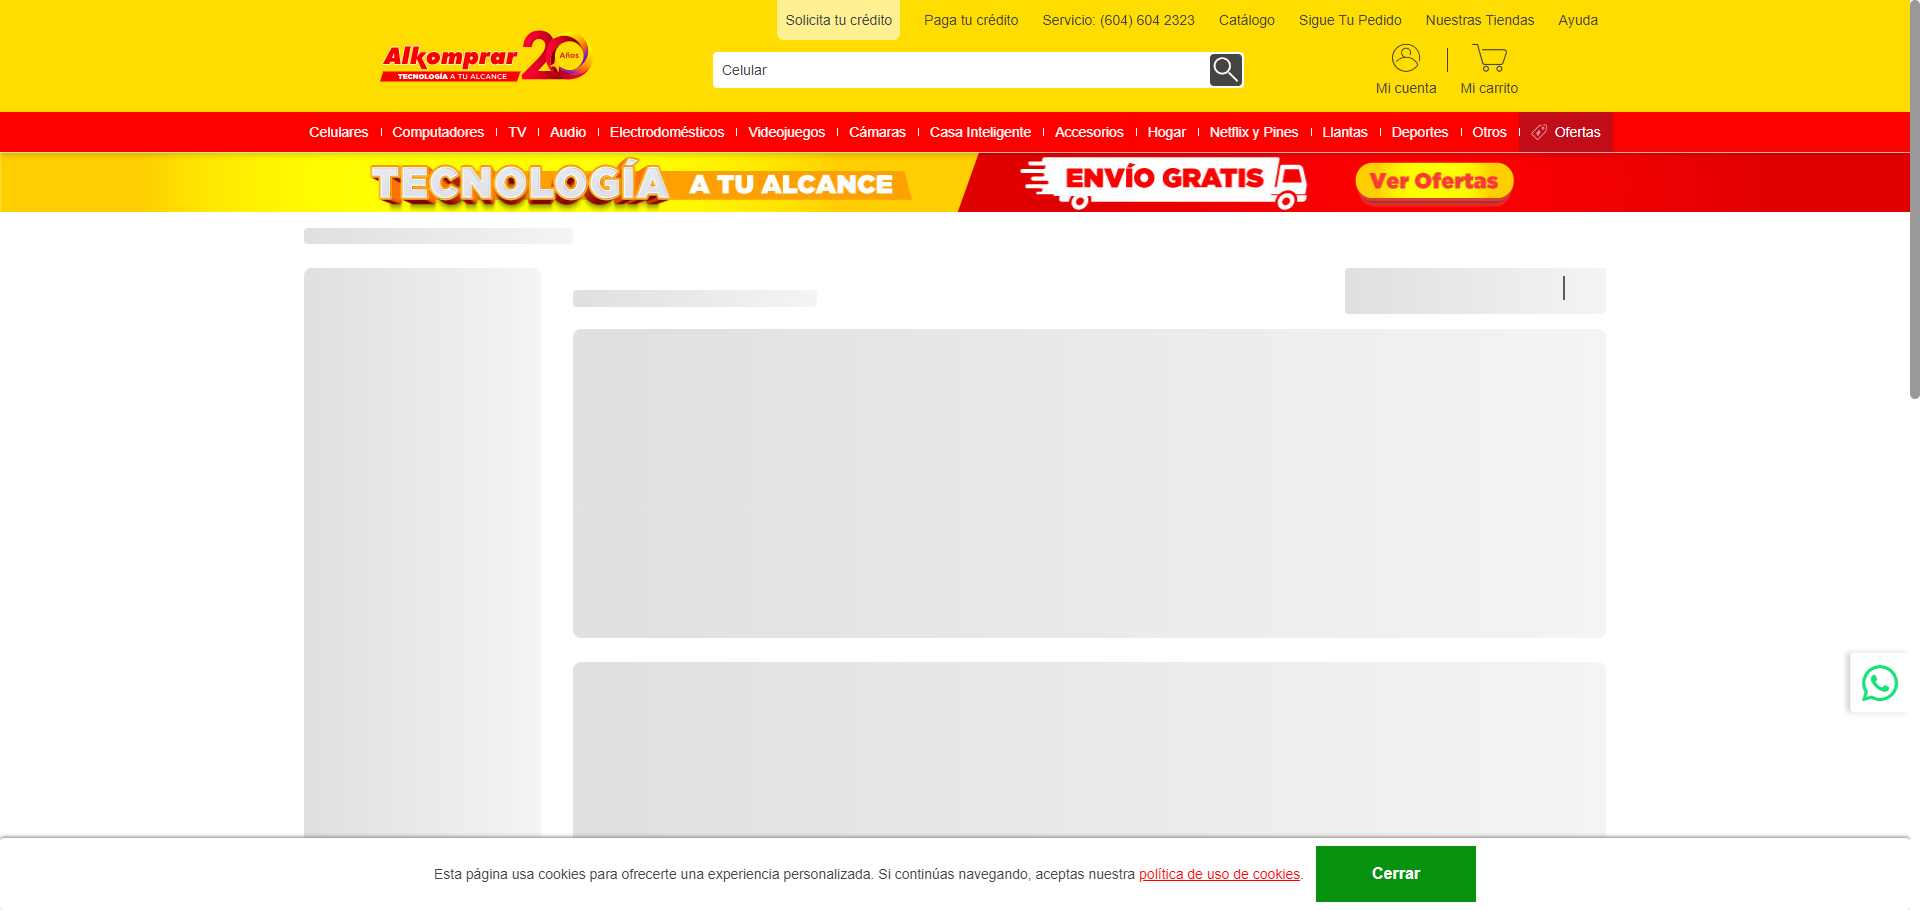 Solicita tu crédito Paga tu crédito Servicio: (604) 604 2323 Catálogo Sigue Tu Pedido Nuestras Tiendas Ayuda
Alkomprar 20 Años
TECNOLOGÍA A TU ALCANCE
Celular
Mi cuenta Mi carrito
Celulares Computadores TV Audio Electrodomésticos Videojuegos Cámaras Casa Inteligente Accesorios Hogar Netflix y Pines Llantas Deportes Otros Ofertas
TECNOLOGÍA A TU ALCANCE ENVÍO GRATIS Ver Ofertas
Esta página usa cookies para ofrecerte una experiencia personalizada. Si continúas navegando, aceptas nuestra política de uso de cookies. Cerrar